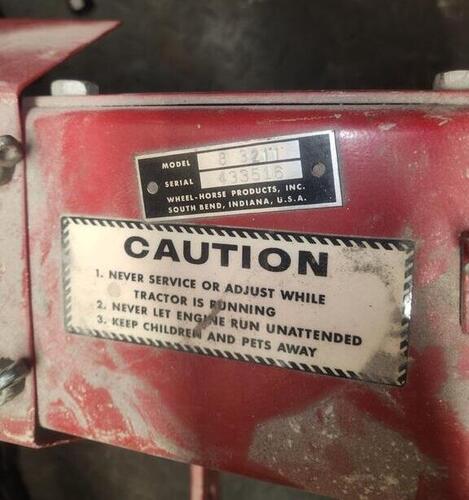 MODEL 8 3211
SERIAL 433516
WHEEL-HORSE PRODUCTS, INC.
SOUTH BEND, INDIANA, U.S.A.
CAUTION
1. NEVER SERVICE OR ADJUST WHILE
TRACTOR IS RUNNING
2. NEVER LET ENGINE RUN UNATTENDED
3. KEEP CHILDREN AND PETS AWAY